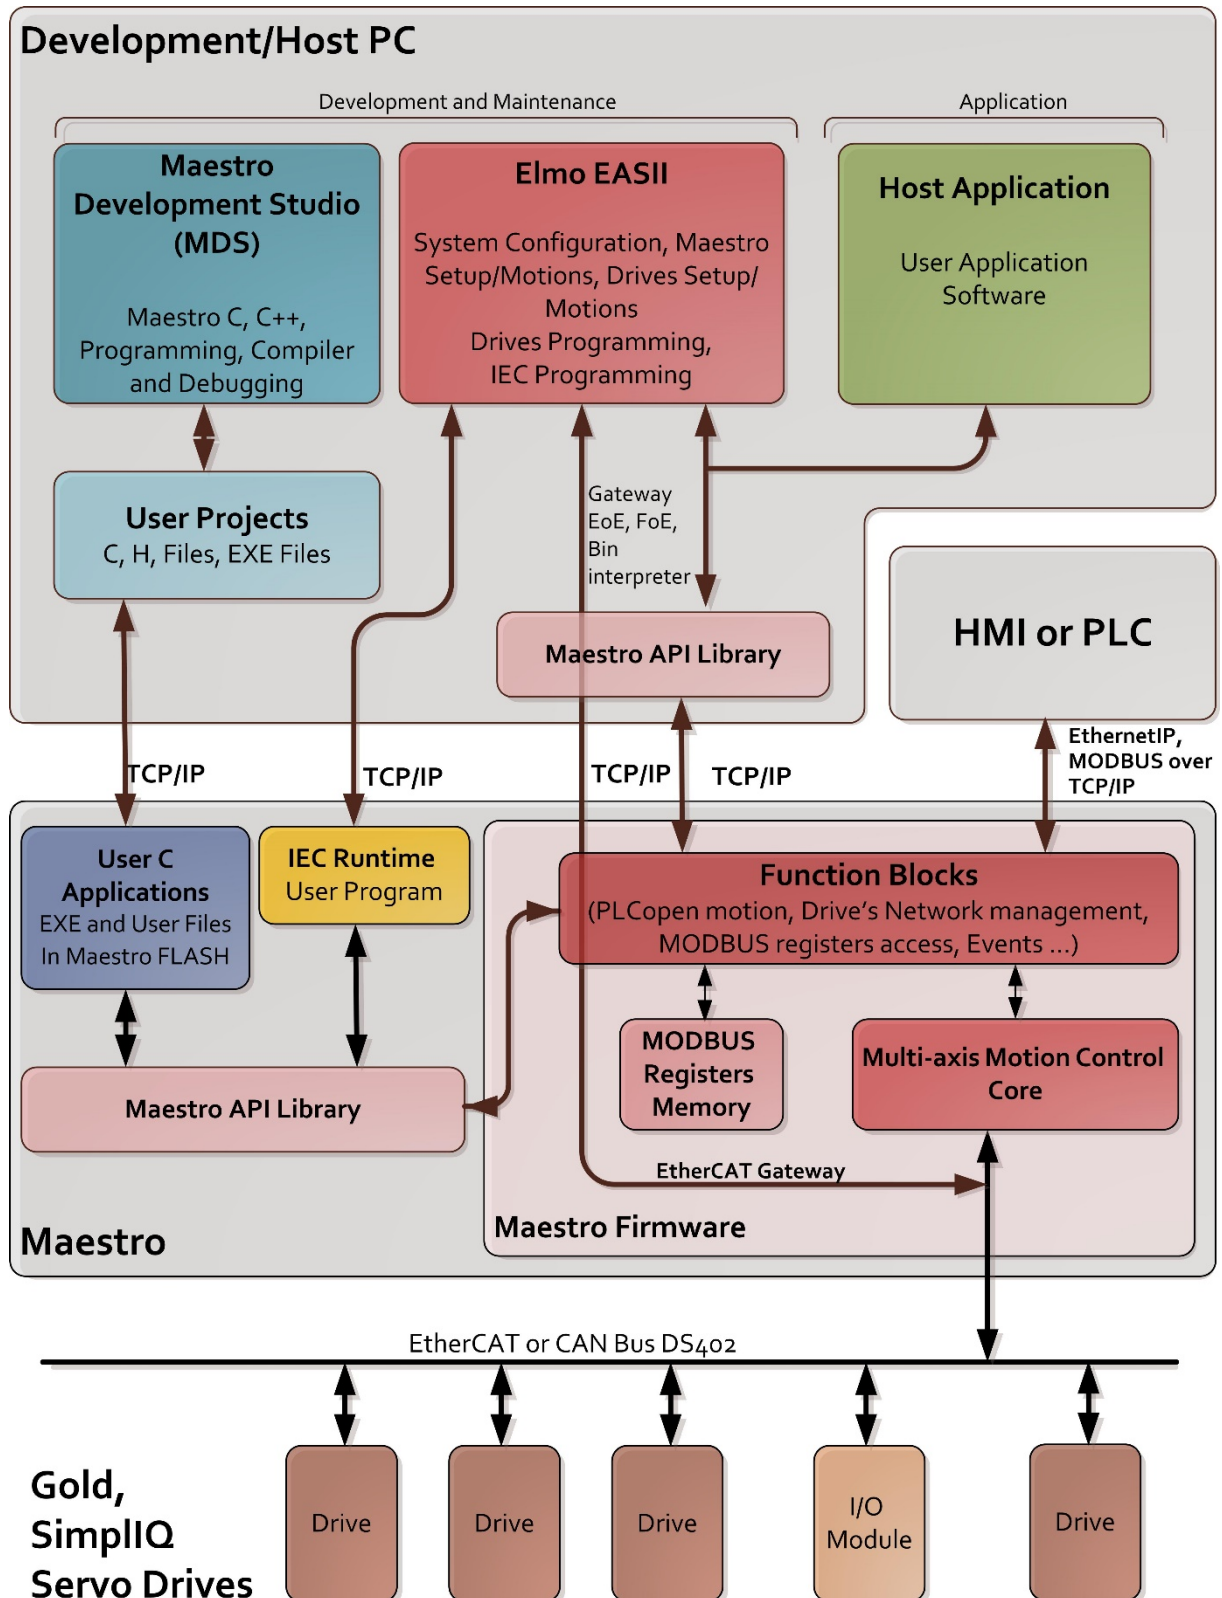 Development/Host PC
Development and Maintenance
Application
Maestro
Development Studio
(MDS)
Maestro C, C++,
Programming, Compiler
and Debugging
Elmo EASII
System Configuration, Maestro
Setup/Motions, Drives Setup/
Motions
Drives Programming,
IEC Programming
Host Application
User Application
Software
User Projects
C, H, Files, EXE Files
Gateway
EoE, FoE,
Bin
interpreter
Maestro API Library
HMI or PLC
EthernetIP,
MODBUS over
TCP/IP
TCP/IP
TCP/IP
TCP/IP
TCP/IP
User C
Applications
EXE and User Files
In Maestro FLASH
IEC Runtime
User Program
Function Blocks
(PLCopen motion, Drive's Network management,
MODBUS registers access, Events ...)
MODBUS
Registers
Memory
Multi-axis Motion Control
Core
Maestro API Library
EtherCAT Gateway
Maestro Firmware
Maestro
EtherCAT or CAN Bus DS402
Gold,
SimplIQ
Servo Drives
Drive
Drive
Drive
I/O
Module
Drive